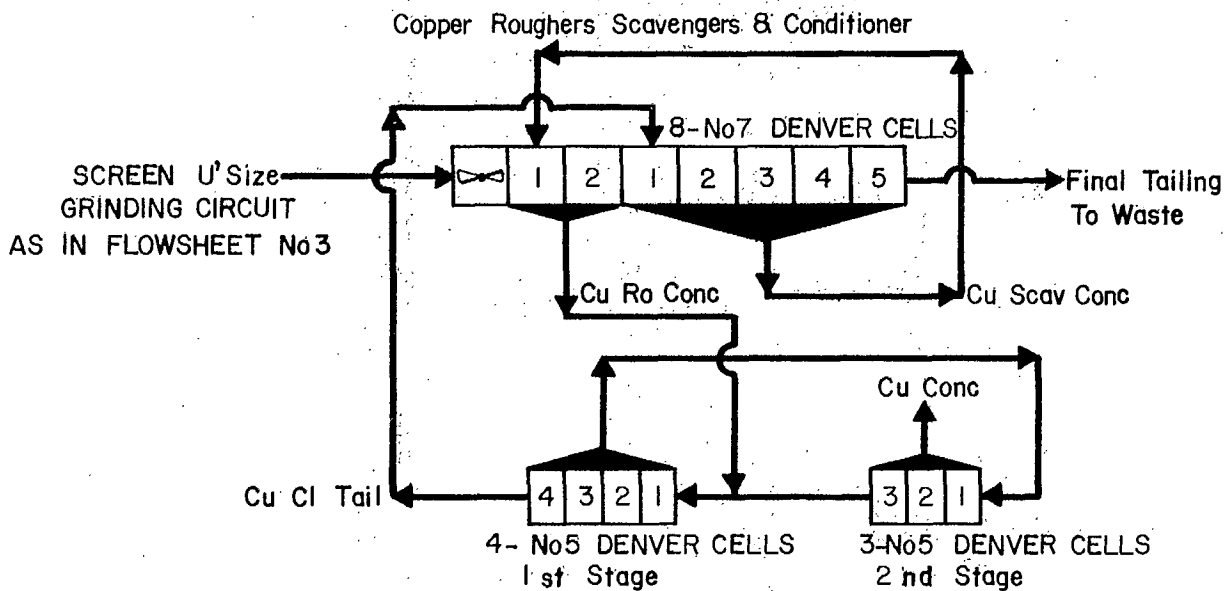 Copper Roughers Scavengers & Conditioner
8-No7 DENVER CELLS
SCREEN U'Size
GRINDING CIRCUIT
AS IN FLOWSHEET No3
1 2 1 2 3 4 5
Final Tailing
To Waste
Cu Ro Conc
Cu Scav Conc
Cu Conc
Cu Cl Tail
4 3 2 1
3 2 1
4- No5 DENVER CELLS
1st Stage
3-No5 DENVER CELLS
2nd Stage